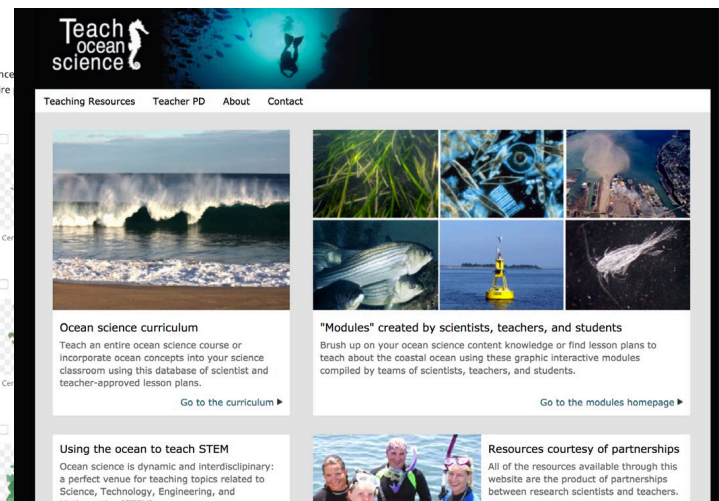 Teach
ocean
science
Teaching Resources Teacher PD About Contact
Ocean science curriculum
Teach an entire ocean science course or
incorporate ocean concepts into your science
classroom using this database of scientist and
teacher-approved lesson plans.
Go to the curriculum
"Modules" created by scientists, teachers, and students
Brush up on your ocean science content knowledge or find lesson plans to
teach about the coastal ocean using these graphic interactive modules
compiled by teams of scientists, teachers, and students.
Go to the modules homepage
Using the ocean to teach STEM
Ocean science is dynamic and interdisclipinary:
a perfect venue for teaching topics related to
Science, Technology, Engineering, and
Resources courtesy of partnerships
All of the resources available through this
website are the product of partnerships
between research scientists and teachers.